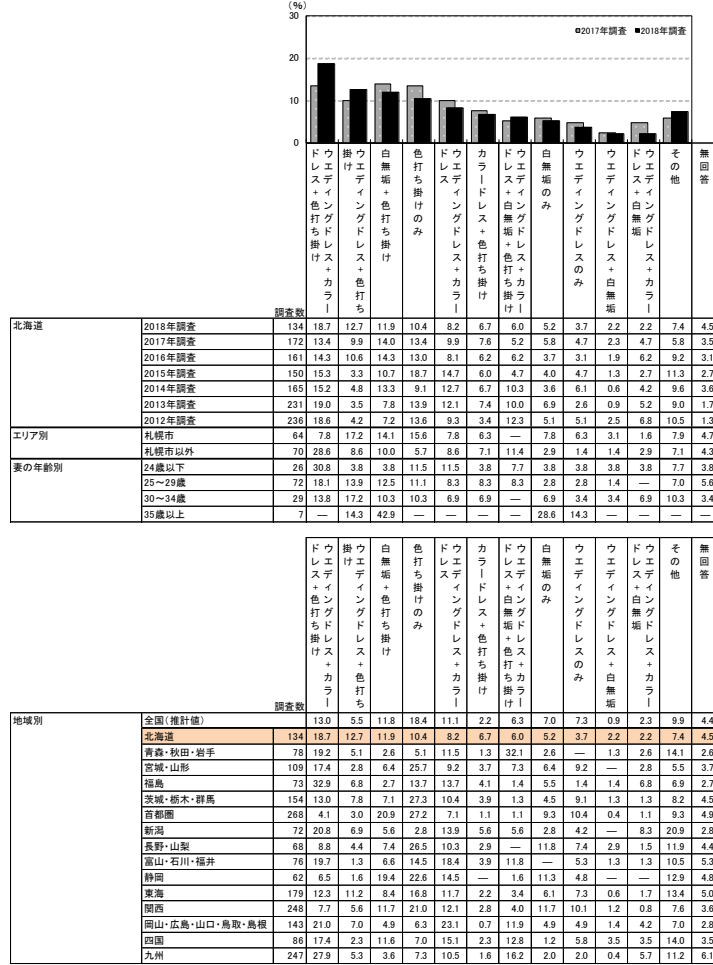 (%)
30
20
10
0
2017年調査 2018年調査
ウエディングドレス+カラードレス+色打ち掛け
ウエディングドレス+色打ち掛け
白無垢+色打ち掛け
色打ち掛けのみ
ウエディングドレス+カラードレス
カラードレス+色打ち掛け
ウエディングドレス+カラードレス+白無垢+色打ち掛け
白無垢のみ
ウエディングドレスのみ
ウエディングドレス+白無垢
ウエディングドレス+カラードレス+白無垢
その他
無回答
調査数
北海道 2018年調査 134 18.7 12.7 11.9 10.4 8.2 6.7 6.0 5.2 3.7 2.2 2.2 7.4 4.5
2017年調査 172 13.4 9.9 14.0 13.4 9.9 7.6 5.2 5.8 4.7 2.3 4.7 5.8 3.5
2016年調査 161 14.3 10.6 14.3 13.0 8.1 6.2 6.2 3.7 3.1 1.9 6.2 9.2 3.1
2015年調査 150 15.3 3.3 10.7 18.7 14.7 6.0 4.7 4.0 4.7 1.3 2.7 11.3 2.7
2014年調査 165 15.2 4.8 13.3 9.1 12.7 6.7 10.3 3.6 6.1 0.6 4.2 9.6 3.6
2013年調査 231 19.0 3.5 7.8 13.9 12.1 7.4 10.0 6.9 2.6 0.9 5.2 9.0 1.7
2012年調査 236 18.6 4.2 7.2 13.6 9.3 3.4 12.3 5.1 5.1 2.5 6.8 10.5 1.3
エリア別 札幌市 64 7.8 17.2 14.1 15.6 7.8 6.3 — 7.8 6.3 3.1 1.6 7.9 4.7
札幌市以外 70 28.6 8.6 10.0 5.7 8.6 7.1 11.4 2.9 1.4 1.4 2.9 7.1 4.3
妻の年齢別 24歳以下 26 30.8 3.8 3.8 11.5 11.5 3.8 7.7 3.8 3.8 3.8 3.8 7.7 3.8
25～29歳 72 18.1 13.9 12.5 11.1 8.3 8.3 8.3 2.8 2.8 1.4 — 7.0 5.6
30～34歳 29 13.8 17.2 10.3 10.3 6.9 6.9 — 6.9 3.4 3.4 6.9 10.3 3.4
35歳以上 7 — 14.3 42.9 — — — — 28.6 14.3 — — — —
ウエディングドレス+カラードレス+色打ち掛け
ウエディングドレス+色打ち掛け
白無垢+色打ち掛け
色打ち掛けのみ
ウエディングドレス+カラードレス
カラードレス+色打ち掛け
ウエディングドレス+カラードレス+白無垢+色打ち掛け
白無垢のみ
ウエディングドレスのみ
ウエディングドレス+白無垢
ウエディングドレス+カラードレス+白無垢
その他
無回答
調査数
地域別 全国(推計値) 13.0 5.5 11.8 18.4 11.1 2.2 6.3 7.0 7.3 0.9 2.3 9.9 4.4
北海道 134 18.7 12.7 11.9 10.4 8.2 6.7 6.0 5.2 3.7 2.2 2.2 7.4 4.5
青森・秋田・岩手 78 19.2 5.1 2.6 5.1 11.5 1.3 32.1 2.6 — 1.3 2.6 14.1 2.6
宮城・山形 109 17.4 2.8 6.4 25.7 9.2 3.7 7.3 6.4 9.2 — 2.8 5.5 3.7
福島 73 32.9 6.8 2.7 13.7 13.7 4.1 1.4 5.5 1.4 1.4 6.8 6.9 2.7
茨城・栃木・群馬 154 13.0 7.8 7.1 27.3 10.4 3.9 1.3 4.5 9.1 1.3 1.3 8.2 4.5
首都圏 268 4.1 3.0 20.9 27.2 7.1 1.1 1.1 9.3 10.4 0.4 1.1 9.3 4.9
新潟 72 20.8 6.9 5.6 2.8 13.9 5.6 5.6 2.8 4.2 — 8.3 20.9 2.8
長野・山梨 68 8.8 4.4 7.4 26.5 10.3 2.9 — 11.8 7.4 2.9 1.5 11.9 4.4
富山・石川・福井 76 19.7 1.3 6.6 14.5 18.4 3.9 11.8 — 5.3 1.3 1.3 10.5 5.3
静岡 62 6.5 1.6 19.4 22.6 14.5 — 1.6 11.3 4.8 — — 12.9 4.8
東海 179 12.3 11.2 8.4 16.8 11.7 2.2 3.4 6.1 7.3 0.6 1.7 13.4 5.0
関西 248 7.7 5.6 11.7 21.0 12.1 2.8 4.0 11.7 10.1 1.2 0.8 7.6 3.6
岡山・広島・山口・鳥取・島根 143 21.0 7.0 4.9 6.3 23.1 0.7 11.9 4.9 4.9 1.4 4.2 7.0 2.8
四国 86 17.4 2.3 11.6 7.0 15.1 2.3 12.8 1.2 5.8 3.5 3.5 14.0 3.5
九州 247 27.9 5.3 3.6 7.3 10.5 1.6 16.2 2.0 2.0 0.4 5.7 11.2 6.1